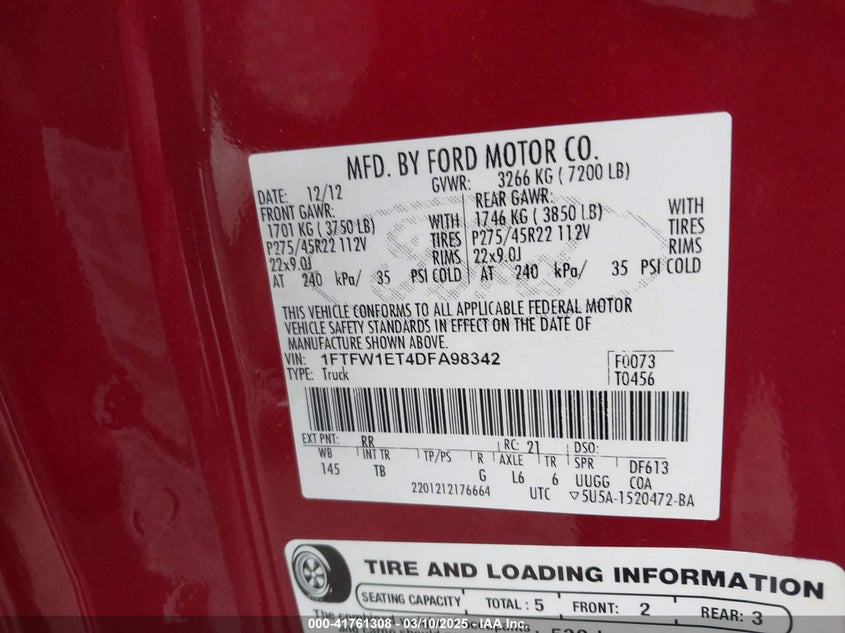 MFD. BY FORD MOTOR CO.
DATE: 12/12 GVWR: 3266 KG ( 7200 LB)
FRONT GAWR: REAR GAWR:
1701 KG ( 3750 LB) WITH 1746 KG ( 3850 LB) WITH
P275/45R22 112V TIRES P275/45R22 112V TIRES
22x9.0J RIMS 22x9.0J RIMS
AT 240 kPa/ 35 PSI COLD AT 240 kPa/ 35 PSI COLD
THIS VEHICLE CONFORMS TO ALL APPLICABLE FEDERAL MOTOR
VEHICLE SAFETY STANDARDS IN EFFECT ON THE DATE OF
MANUFACTURE SHOWN ABOVE.
VIN: 1FTFW1ET4DFA98342 F0073
TYPE: Truck T0456
EXT PNT: RR RC: 21 DSO:
WB INT TR TP/PS R AXLE TR SPR DF613
145 TB G L6 6 UUGG COA
2201212176664 UTC ▽5U5A-1520472-BA
TIRE AND LOADING INFORMATION
SEATING CAPACITY TOTAL : 5 FRONT: 2 REAR: 3
The
000-41761308 - 03/10/2025 - IAA Inc.